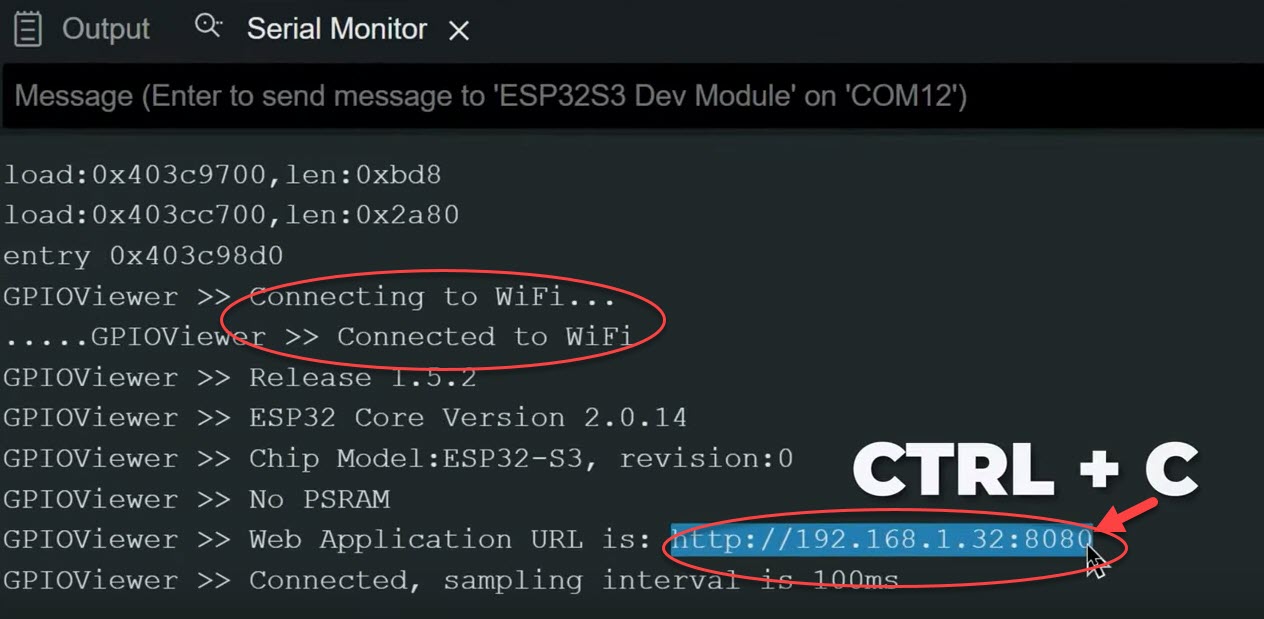 Output Serial Monitor
Message (Enter to send message to 'ESP32S3 Dev Module' on 'COM12')
load:0x403c9700,len:0xbd8
load:0x403cc700,len:0x2a80
entry 0x403c98d0
GPIOViewer >> Connecting to WiFi...
.....GPIOViewer >> Connected to WiFi
GPIOViewer >> Release 1.5.2
GPIOViewer >> ESP32 Core Version 2.0.14
GPIOViewer >> Chip Model:ESP32-S3, revision:0
CTRL + C
GPIOViewer >> No PSRAM
GPIOViewer >> Web Application URL is: http://192.168.1.32:8080
GPIOViewer >> Connected, sampling interval is 100ms